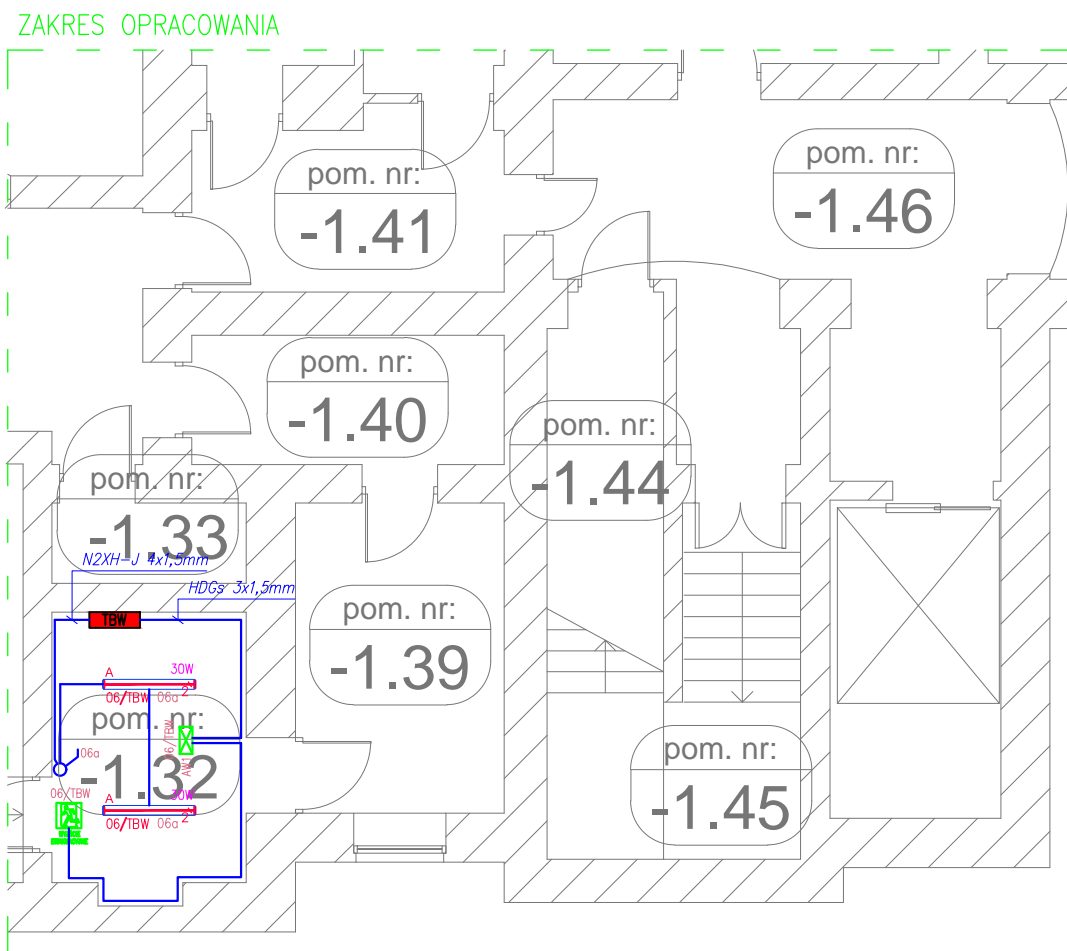 ZAKRES OPRACOWANIA
pom. nr:
-1.41
pom. nr:
-1.46
pom. nr:
-1.40
pom. nr:
-1.44
pom. nr:
-1.33
N2XH-J 4x1,5mm
HDGs 3x1,5mm
TBW
pom. nr:
-1.39
A
30W
06/TBW
06a
2
pom. nr:
-1.32
06/TBW
AW1
06a
06/TBW
A
30W
06/TBW
06a
2
pom. nr:
-1.45